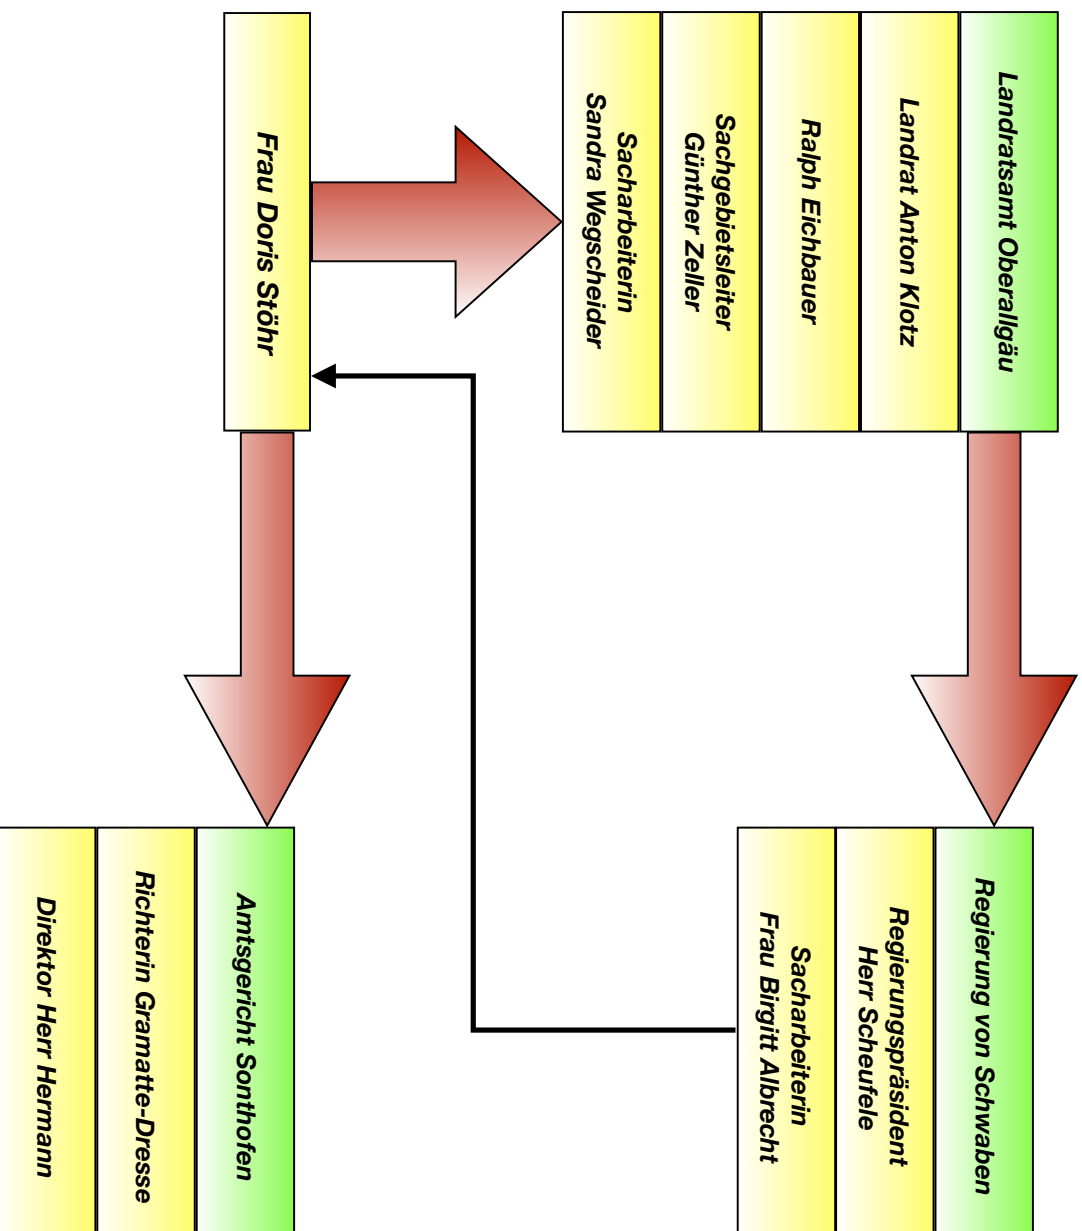 Landratsamt Oberallgäu
Landrat Anton Klotz
Ralph Eichbauer
Sachgebietsleiter
Günther Zeller
Sacharbeiterin
Sandra Wegscheider
Regierung von Schwaben
Regierungspräsident
Herr Scheufele
Sacharbeiterin
Frau Birgitt Albrecht
Frau Doris Stöhr
Amtsgericht Sonthofen
Richterin Gramatte-Dresse
Direktor Herr Hermann